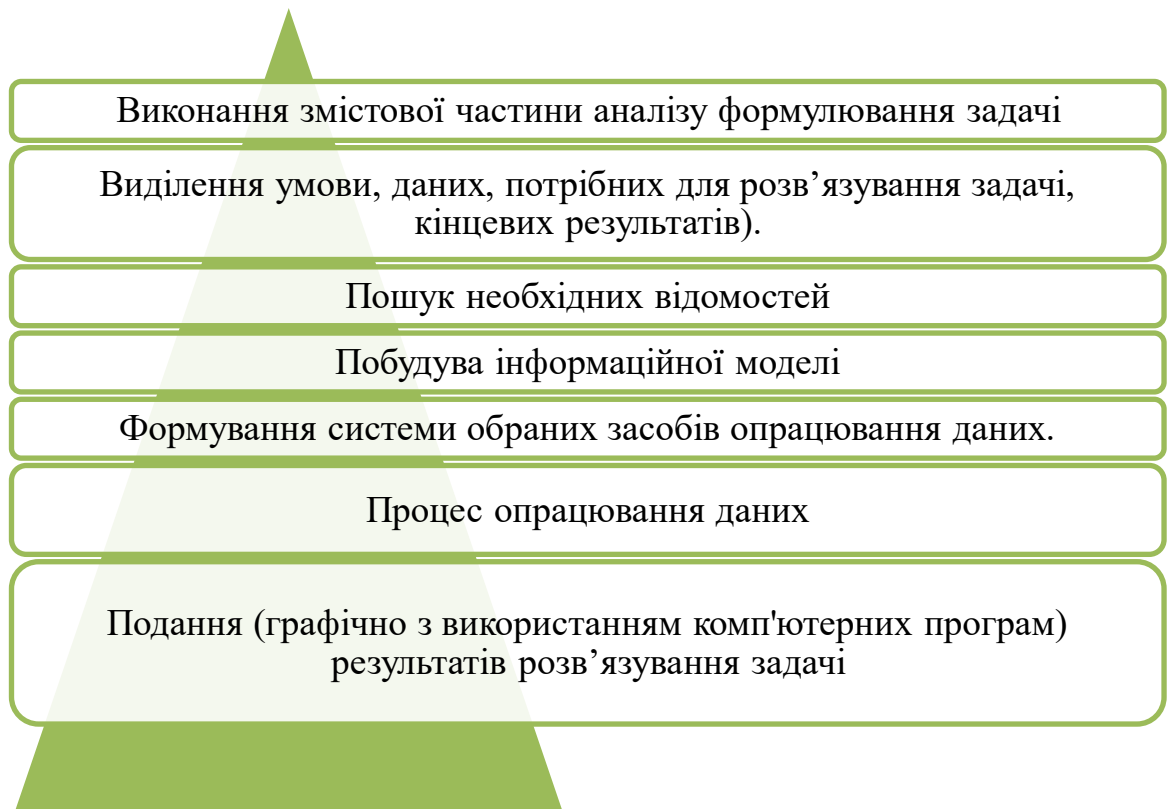 Виконання змістової частини аналізу формулювання задачі
Виділення умови, даних, потрібних для розв’язування задачі,
кінцевих результатів).
Пошук необхідних відомостей
Побудува інформаційної моделі
Формування системи обраних засобів опрацювання даних.
Процес опрацювання даних
Подання (графічно з використанням комп'ютерних програм)
результатів розв’язування задачі